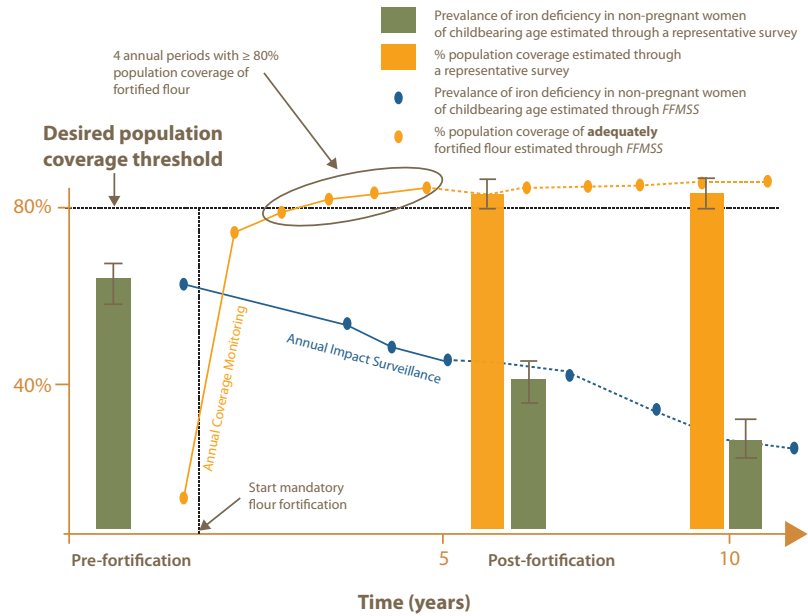 Prevalance of iron deficiency in non-pregnant women
of childbearing age estimated through a representative survey
% population coverage estimated through
a representative survey
Prevalance of iron deficiency in non-pregnant women
of childbearing age estimated through FFMSS
% population coverage of adequately
fortified flour estimated through FFMSS
4 annual periods with ≥ 80%
population coverage of
fortified flour
Desired population
coverage threshold
80%
40%
Annual Coverage Monitoring
Annual Impact Surveillance
Start mandatory
flour fortification
Pre-fortification
5
Post-fortification
10
Time (years)